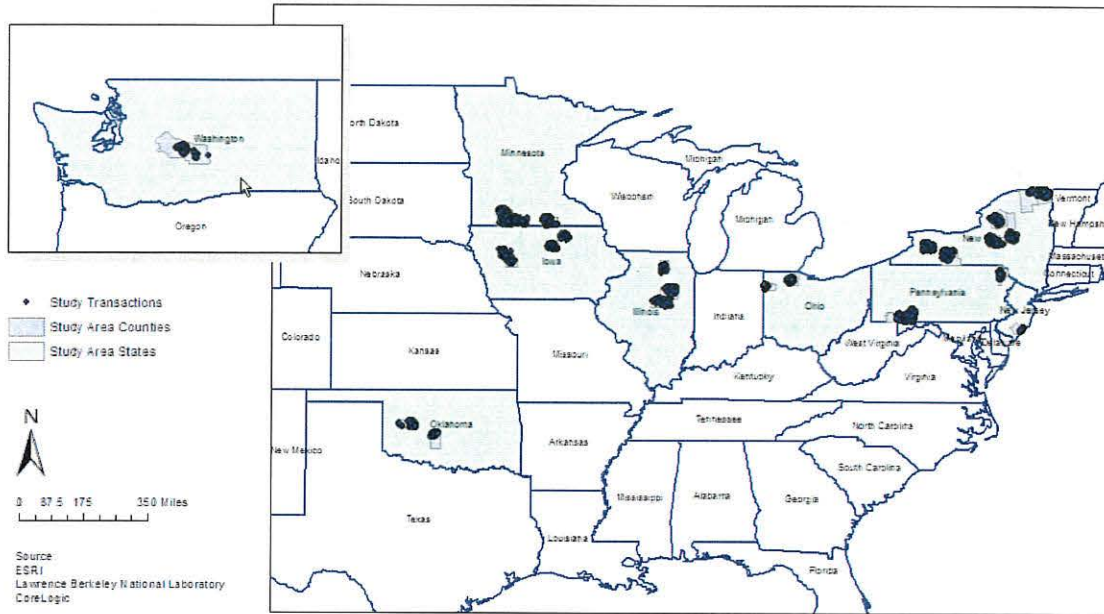 Washington
Idaho
Oregon
North Dakota
Minnesota
South Dakota
Wisconsin
Michigan
Michigan
Vermont
New Hampsh
New
Massachuset
Connecticut
Iowa
Nebraska
Pennsylvania
New Jersey
Illinois
Indiana
Ohio
Delaware
West Virginia
Virginia
Colorado
Kansas
Missouri
Kentucky
Oklahoma
Tennessee
North Carolina
Arkansas
New Mexico
South Carolina
Mississippi
Alabama
Georgia
Texas
Louisiana
Florida
Study Transactions
Study Area Counties
Study Area States
N
0 87.5 175 350 Miles
Source
ESRI
Lawrence Berkeley National Laboratory
CoreLogic